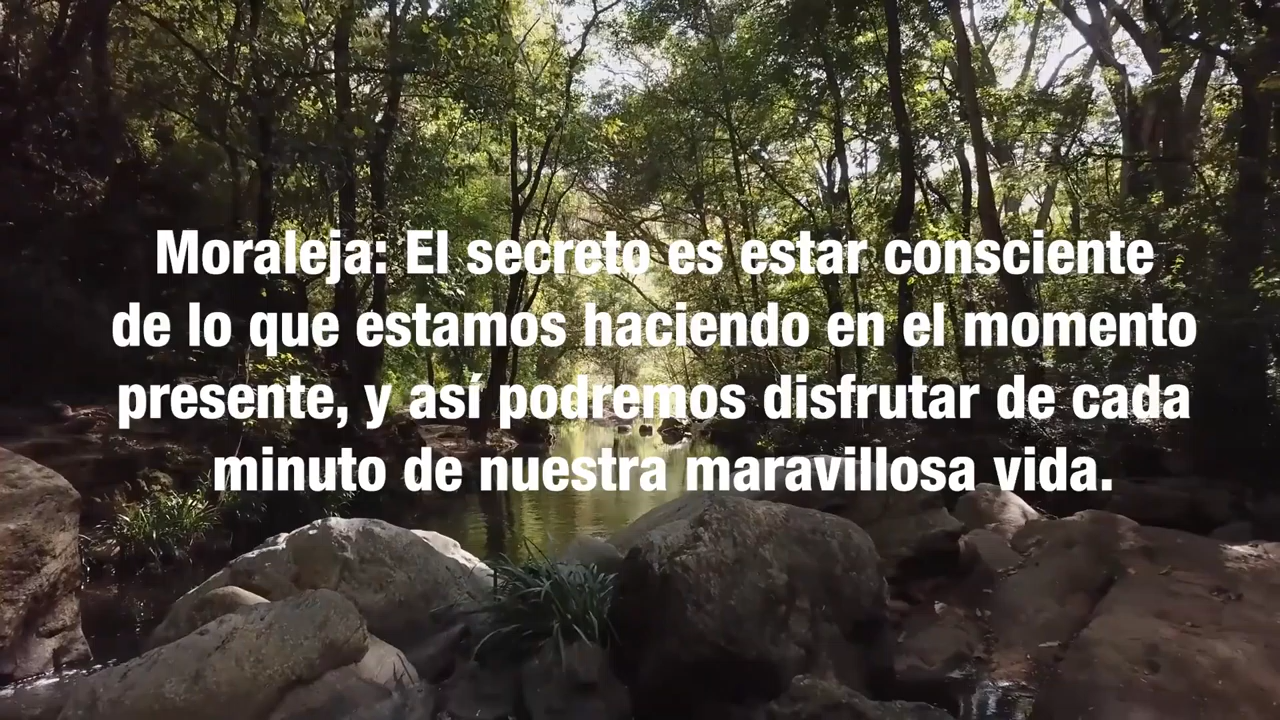 Moraleja: El secreto es estar consciente
de lo que estamos haciendo en el momento
presente, y así podremos disfrutar de cada
minuto de nuestra maravillosa vida.